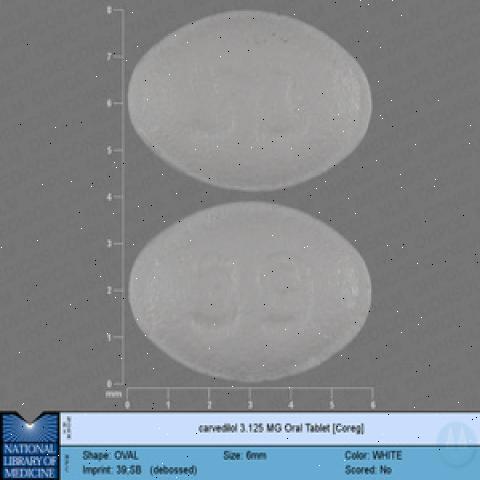 8
7
6
5
4
3
2
1
0
mm
0 1 2 3 4 5 6
39
carvedilol 3.125 MG Oral Tablet [Coreg]
NATIONAL
LIBRARY OF
MEDICINE
Shape: OVAL Size: 6mm Color: WHITE
Imprint: 39;SB (debossed) Scored: No